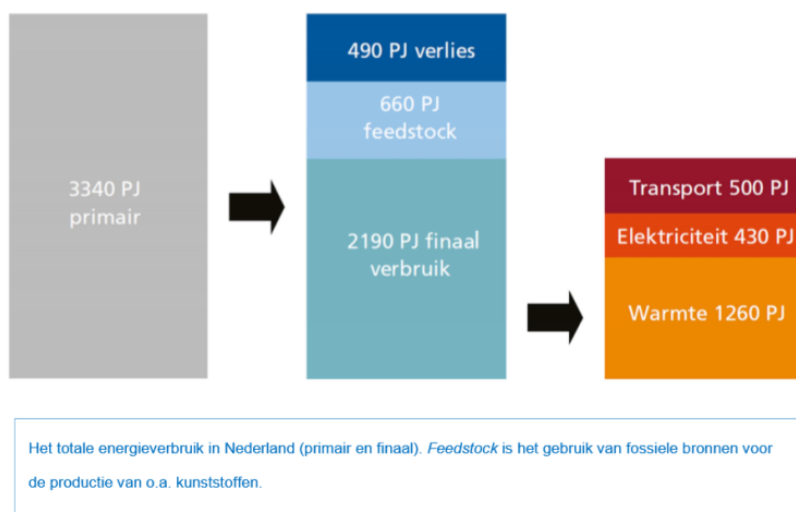 3340 PJ
primair
490 PJ verlies
660 PJ
feedstock
2190 PJ finaal
verbruik
Transport 500 PJ
Elektriciteit 430 PJ
Warmte 1260 PJ
Het totale energieverbruik in Nederland (primair en finaal). Feedstock is het gebruik van fossiele bronnen voor
de productie van o.a. kunststoffen.